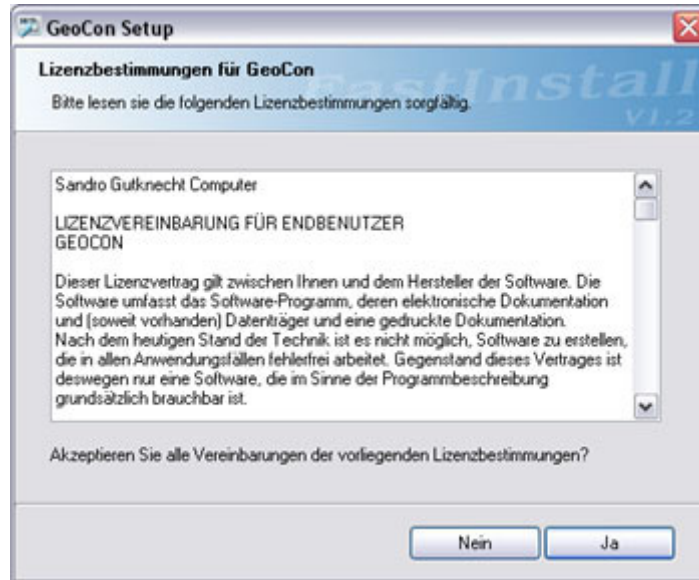 GeoCon Setup
Lizenzbestimmungen für GeoCon
Bitte lesen sie die folgenden Lizenzbestimmungen sorgfältig.
FastInstall
V1.2
Sandro Gutknecht Computer
LIZENZVEREINBARUNG FÜR ENDBENUTZER
GEOCON
Dieser Lizenzvertrag gilt zwischen Ihnen und dem Hersteller der Software. Die
Software umfasst das Software-Programm, deren elektronische Dokumentation
und (soweit vorhanden) Datenträger und eine gedruckte Dokumentation.
Nach dem heutigen Stand der Technik ist es nicht möglich, Software zu erstellen,
die in allen Anwendungsfällen fehlerfrei arbeitet. Gegenstand dieses Vertrages ist
deswegen nur eine Software, die im Sinne der Programmbeschreibung
grundsätzlich brauchbar ist.
Akzeptieren Sie alle Vereinbarungen der vorliegenden Lizenzbestimmungen?
Nein
Ja